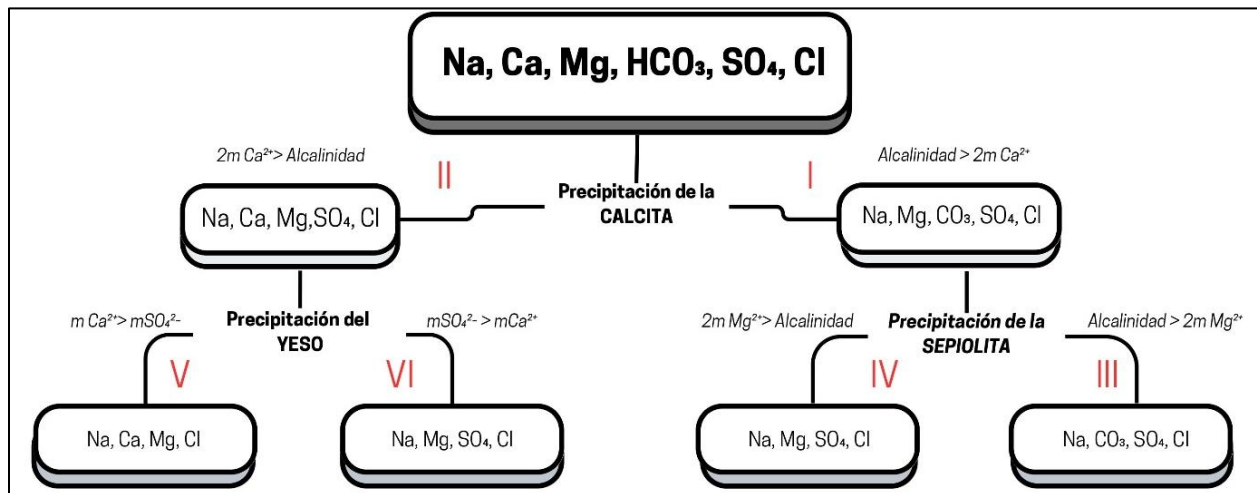 Na, Ca, Mg, HCO₃, SO₄, Cl
2m Ca²⁺> Alcalinidad
II
Precipitación de la
CALCITA
I
Alcalinidad > 2m Ca²⁺
Na, Ca, Mg,SO₄, Cl
Na, Mg, CO₃, SO₄, Cl
m Ca²⁺> mSO₄²-
Precipitación del
YESO
mSO₄²- > mCa²⁺
2m Mg²⁺> Alcalinidad
Precipitación de la
SEPIOLITA
Alcalinidad > 2m Mg²⁺
V
VI
IV
III
Na, Ca, Mg, Cl
Na, Mg, SO₄, Cl
Na, Mg, SO₄, Cl
Na, CO₃, SO₄, Cl